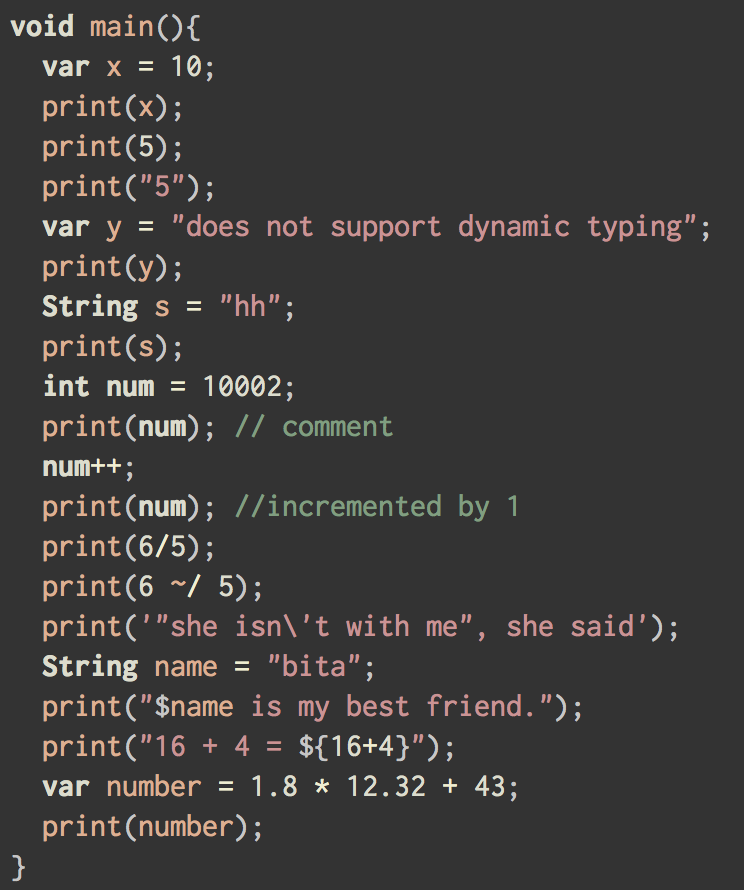 void main(){
  var x = 10;
  print(x);
  print(5);
  print("5");
  var y = "does not support dynamic typing";
  print(y);
  String s = "hh";
  print(s);
  int num = 10002;
  print(num); // comment
  num++;
  print(num); //incremented by 1
  print(6/5);
  print(6 ~/ 5);
  print('"she isn\'t with me", she said');
  String name = "bita";
  print("$name is my best friend.");
  print("16 + 4 = ${16+4}");
  var number = 1.8 * 12.32 + 43;
  print(number);
}